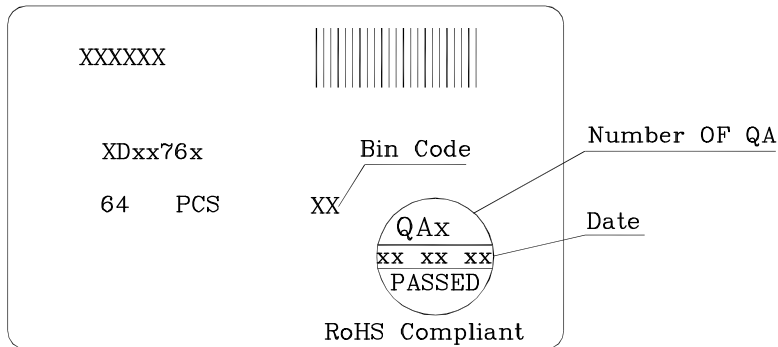 XXXXXX
Number OF QA
XDxx76x
Bin Code
64 PCS
XX
QAx
Date
xx xx xx
PASSED
RoHS Compliant